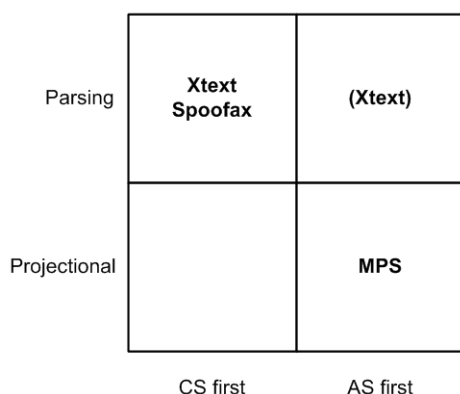 Parsing
Xtext
Spoofax
(Xtext)
Projectional
MPS
CS first
AS first